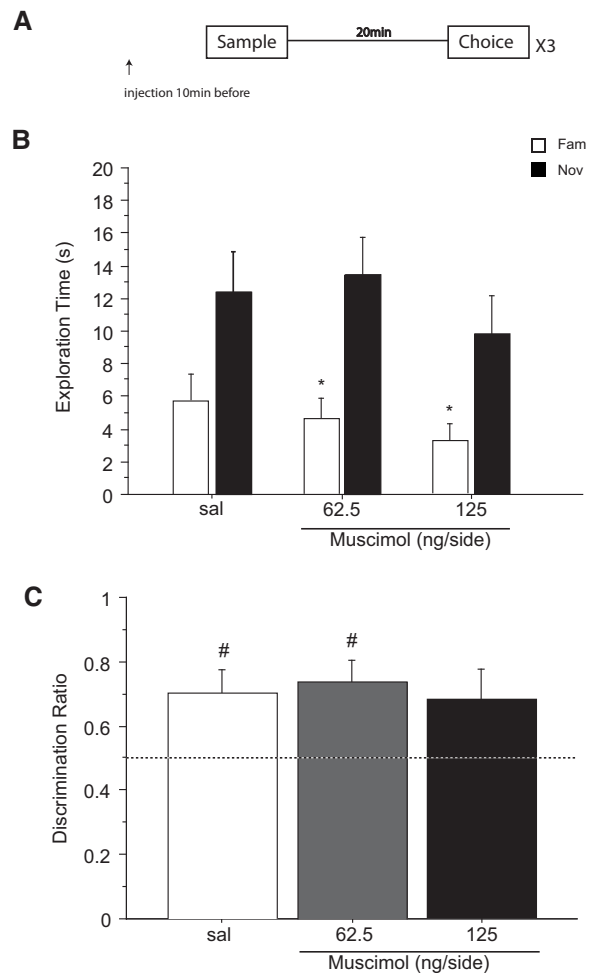 A
Sample
20min
Choice
X3
injection 10min before
B
Fam
Nov
Exploration Time (s)
20
18
16
14
12
10
8
6
4
2
0
*
*
sal
62.5
125
Muscimol (ng/side)
C
Discrimination Ratio
1
0.8
0.6
0.4
0.2
0
#
#
sal
62.5
125
Muscimol (ng/side)